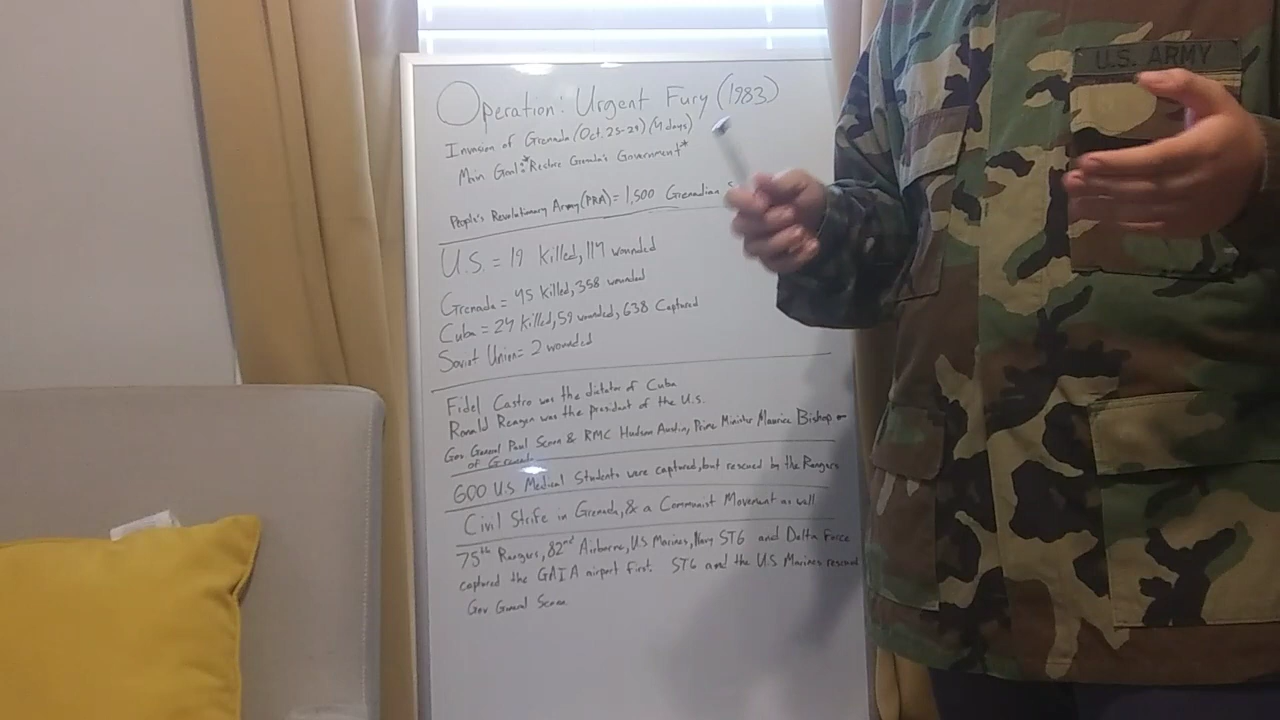 Operation: Urgent Fury (1983)
Invasion of Grenada (Oct. 25-29) (4 days)
Main Goal: *Restore Grenada's Government*
People's Revolutionary Army (PRA) = 1,500 Grenadian
U.S = 19 Killed, 117 wounded
Grenada = 45 Killed, 358 wounded
Cuba = 24 Killed, 59 wounded, 638 Captured
Soviet Union = 2 wounded
Fidel Castro was the dictator of Cuba
Ronald Reagan was the president of the U.S.
Gov General Paul Scoon & RMC Hudson Austin, Prime Minister Maurice Bishop
of Grenada
600 U.S. Medical Students were captured, but rescued by the Rangers
Civil Strife in Grenada, & a Communist Movement as well
75th Rangers, 82nd Airborne, U.S Marines, Navy ST6 and Delta Force
captured the GAIA airport first. ST6 and the U.S. Marines rescued
Gov General Scoon
U.S. ARMY